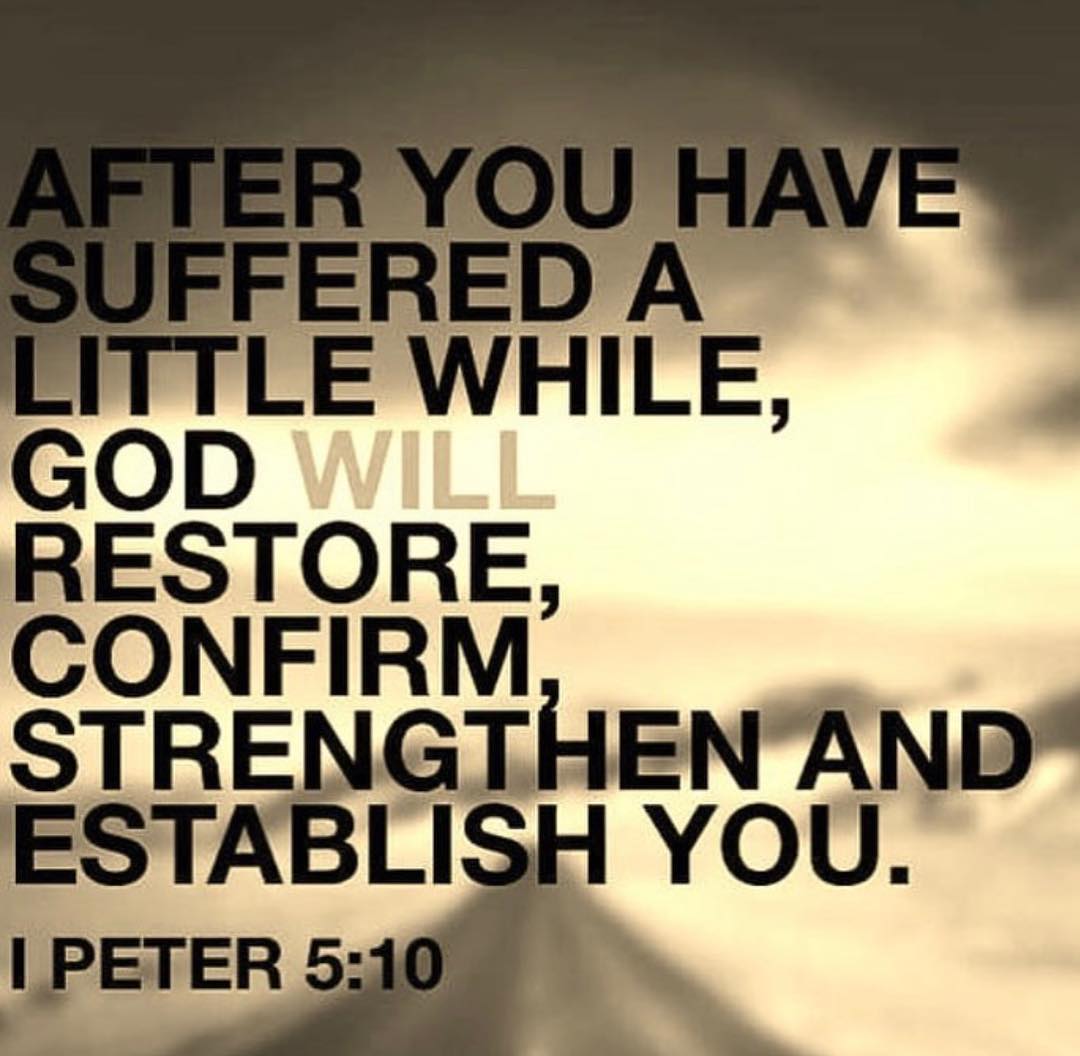 AFTER YOU HAVE
SUFFERED A
LITTLE WHILE,
GOD WILL
RESTORE,
CONFIRM,
STRENGTHEN AND
ESTABLISH YOU.
I PETER 5:10